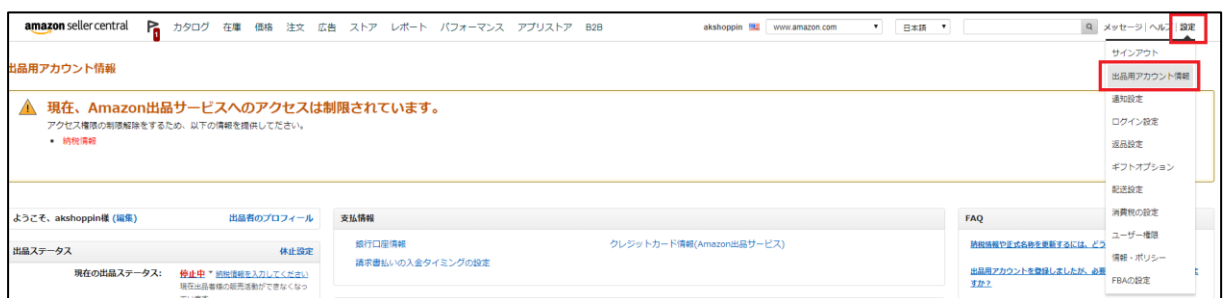 amazon seller central 1 カタログ 在庫 価格 注文 広告 ストア レポート パフォーマンス アプリストア B2B akshoppin www.amazon.com 日本語 メッセージ | ヘルプ | 設定
サインアウト
出品用アカウント情報
通知設定
ログイン設定
返品設定
ギフトオプション
配送設定
消費税の設定
ユーザー権限
情報・ポリシー
FBAの設定
出品用アカウント情報
現在、Amazon出品サービスへのアクセスは制限されています。
アクセス権限の制限解除をするため、以下の情報を提供してださい。
• 納税情報
ようこそ、akshoppin様 (編集) 出品者のプロフィール
出品ステータス 休止設定
現在の出品ステータス: 停止中 * 納税情報を入力してください
現在出品者様の販売活動ができなくなっ
支払情報
銀行口座情報 クレジットカード情報(Amazon出品サービス)
請求書払いの入金タイミングの設定
FAQ
納税情報や正式名称を更新するには、どう
出品用アカウントを登録しましたが、必要
すか?